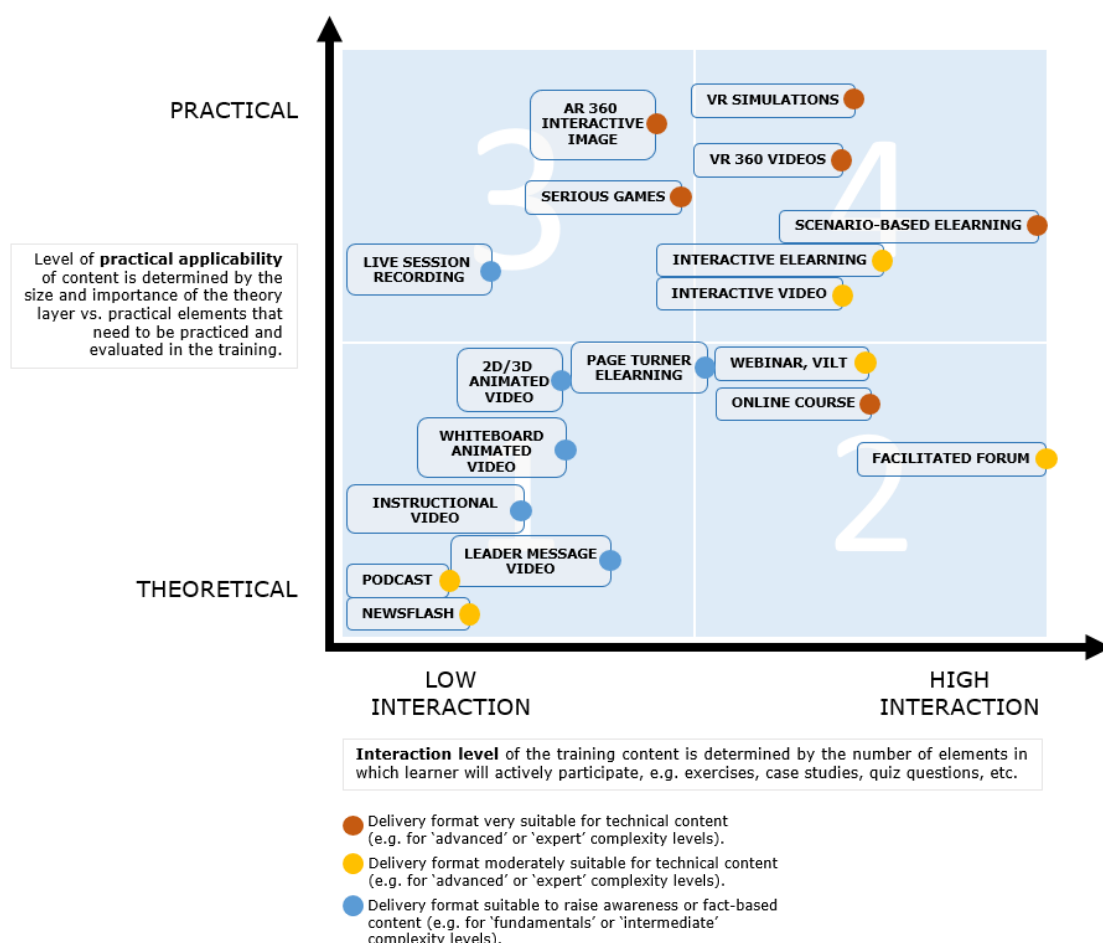 PRACTICAL
AR 360
INTERACTIVE
IMAGE
VR SIMULATIONS
3
4
VR 360 VIDEOS
SERIOUS GAMES
SCENARIO-BASED ELEARNING
LIVE SESSION
RECORDING
INTERACTIVE ELEARNING
INTERACTIVE VIDEO
Level of practical applicability
of content is determined by the
size and importance of the theory
layer vs. practical elements that
need to be practiced and
evaluated in the training.
2D/3D
ANIMATED
VIDEO
PAGE TURNER
ELEARNING
WEBINAR, VILT
ONLINE COURSE
WHITEBOARD
ANIMATED
VIDEO
FACILITATED FORUM
1
2
INSTRUCTIONAL
VIDEO
LEADER MESSAGE
VIDEO
PODCAST
NEWSFLASH
THEORETICAL
LOW
INTERACTION
HIGH
INTERACTION
Interaction level of the training content is determined by the number of elements in
which learner will actively participate, e.g. exercises, case studies, quiz questions, etc.
Delivery format very suitable for technical content
(e.g. for ‘advanced’ or ‘expert’ complexity levels).
Delivery format moderately suitable for technical content
(e.g. for ‘advanced’ or ‘expert’ complexity levels).
Delivery format suitable to raise awareness or fact-based
content (e.g. for ‘fundamentals’ or ‘intermediate’
complexity levels).